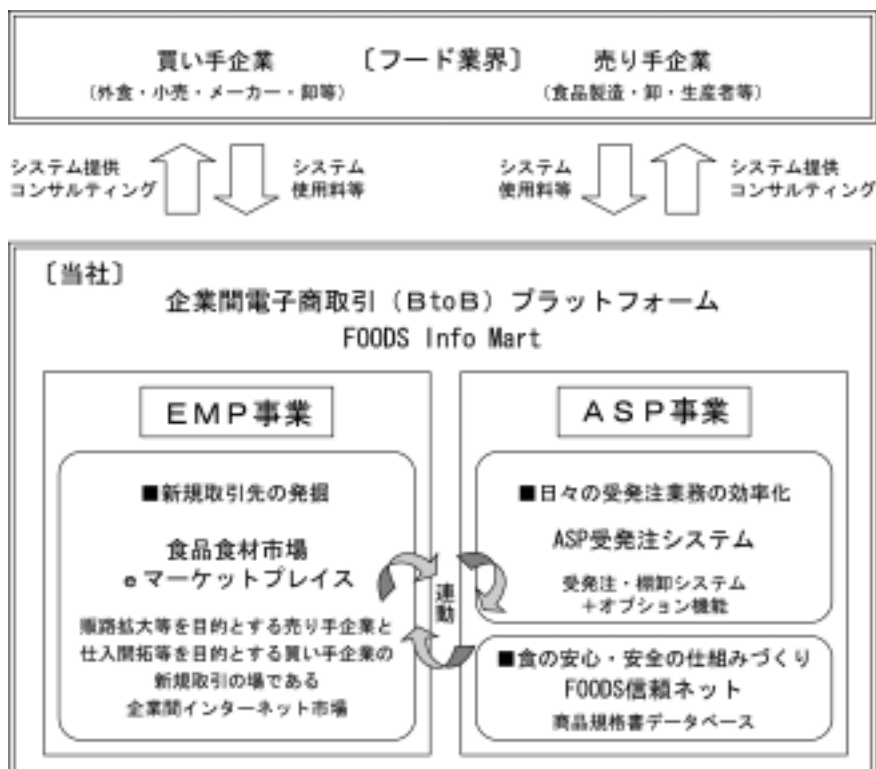 買い手企業 〔フード業界〕 売り手企業
（外食・小売・メーカー・卸等） （食品製造・卸・生産者等）
システム提供
コンサルティング
システム
使用料等
システム
使用料等
システム提供
コンサルティング
〔当社〕
企業間電子商取引（ＢtoＢ）プラットフォーム
FOODS Info Mart
ＥＭＰ事業
■新規取引先の発掘
食品食材市場
ｅマーケットプレイス
販路拡大等を目的とする売り手企業と
仕入開拓等を目的とする買い手企業の
新規取引の場である
企業間インターネット市場
連動
ＡＳＰ事業
■日々の受発注業務の効率化
ASP受発注システム
受発注・棚卸システム
＋オプション機能
■食の安心・安全の仕組みづくり
FOODS信頼ネット
商品規格書データベース